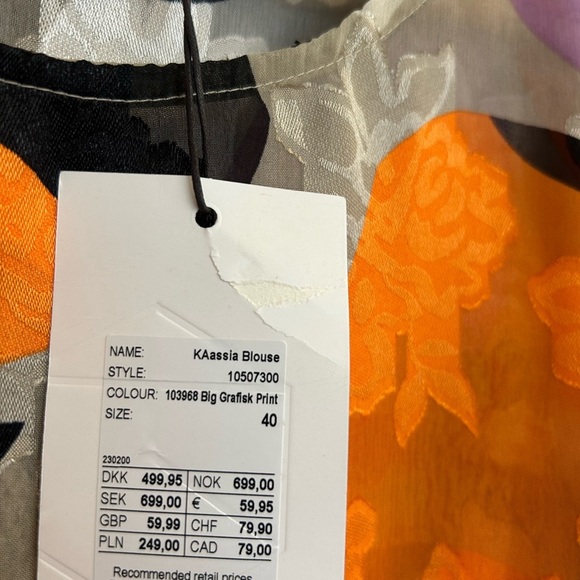 NAME: KAassia Blouse
STYLE: 10507300
COLOUR: 103968 Big Grafisk Print
SIZE: 40
230200
DKK 499,95 NOK 699,00
SEK 699,00 € 59,95
GBP 59,99 CHF 79,90
PLN 249,00 CAD 79,00
Recommended retail prices